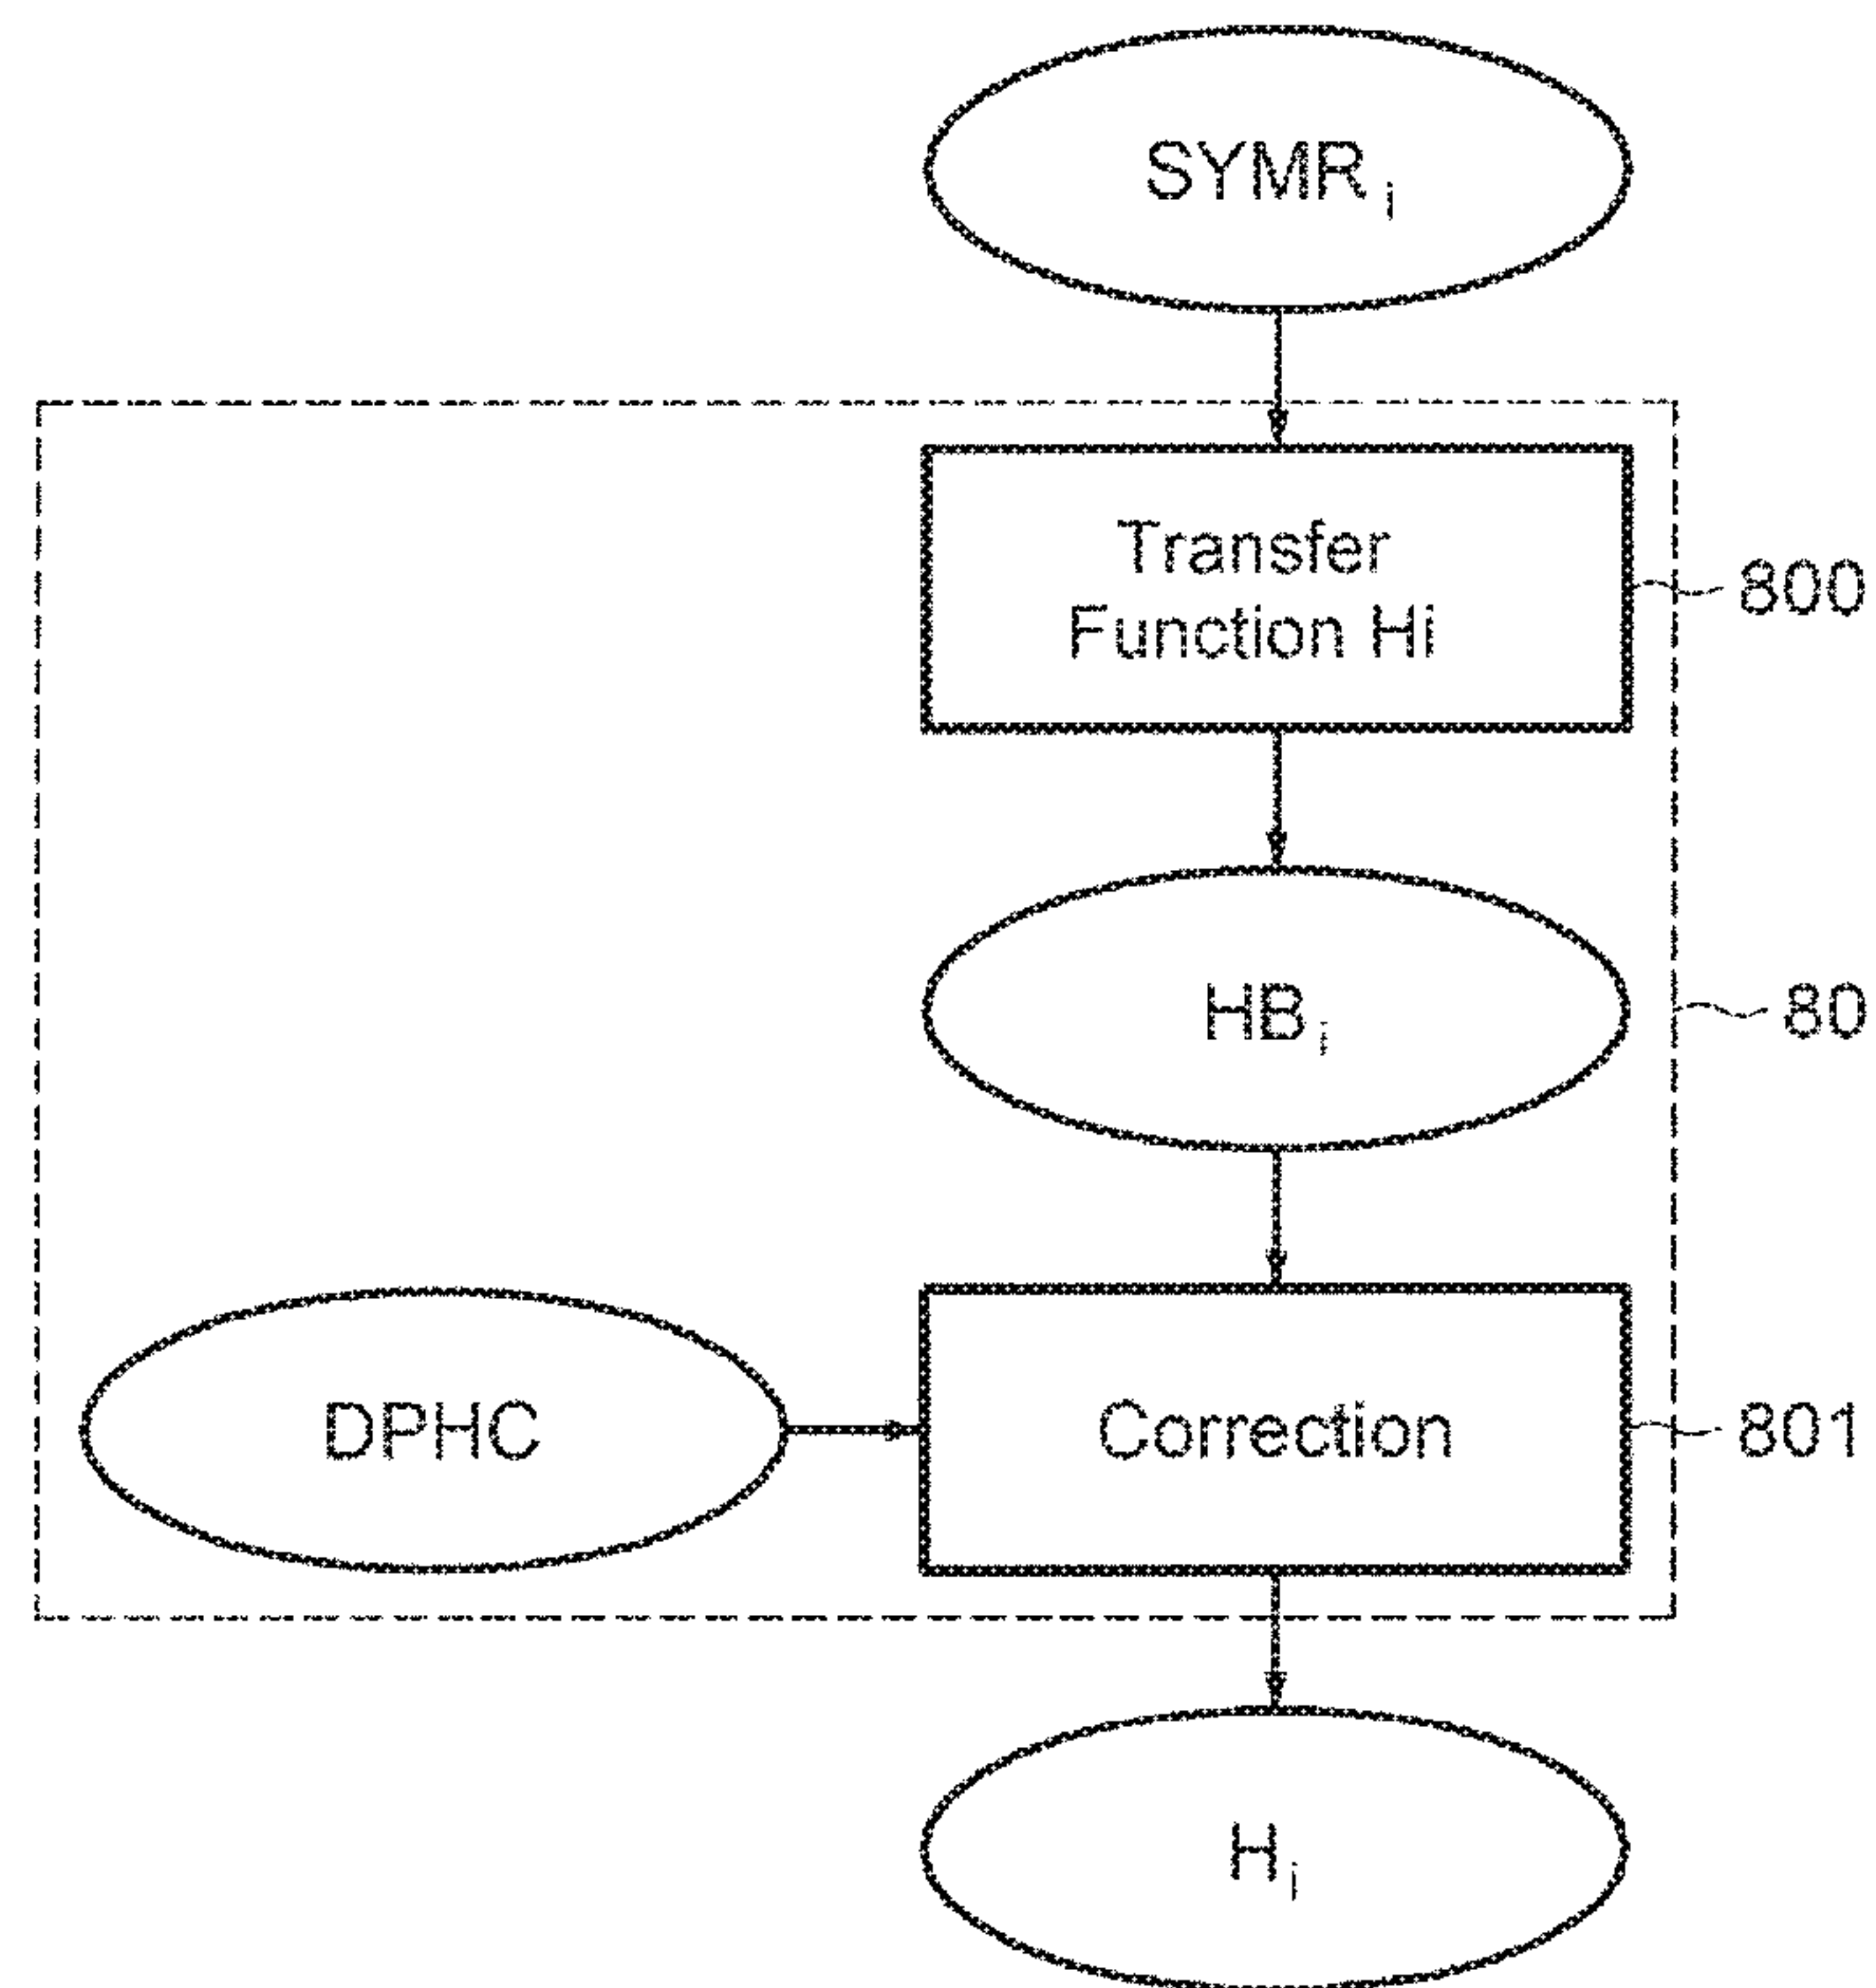 SYMR i
Transfer
Function Hi
800
HB i
80
DPHC
Correction
801
H i